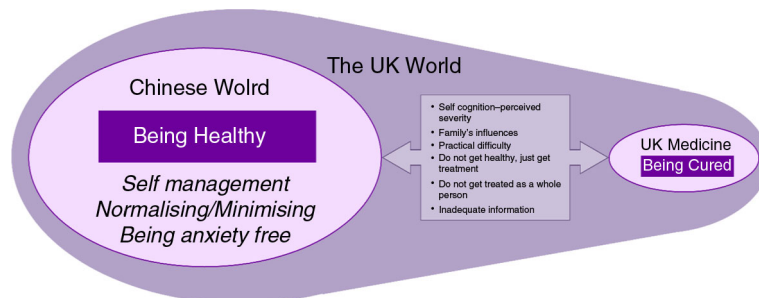 The UK World
Chinese Wolrd
Being Healthy
Self management
Normalising/Minimising
Being anxiety free
• Self cognition–perceived
severity
• Family's influences
• Practical difficulty
• Do not get healthy, just get
treatment
• Do not get treated as a whole
person
• Inadequate information
UK Medicine
Being Cured